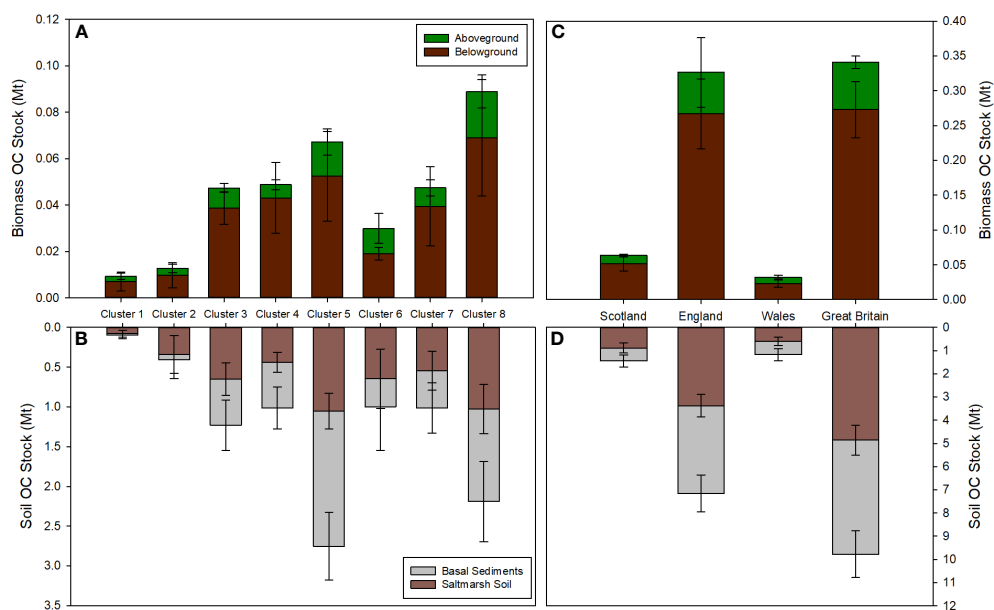 A
Aboveground
Belowground
Biomass OC Stock (Mt)
0.12
0.10
0.08
0.06
0.04
0.02
0.00
Cluster 1 Cluster 2 Cluster 3 Cluster 4 Cluster 5 Cluster 6 Cluster 7 Cluster 8
B
Soil OC Stock (Mt)
0.0
0.5
1.0
1.5
2.0
2.5
3.0
3.5
Basal Sediments
Saltmarsh Soil
C
0.40
0.35
0.30
0.25
0.20
0.15
0.10
0.05
0.00
Biomass OC Stock (Mt)
Scotland England Wales Great Britain
D
0
1
2
3
4
5
6
7
8
9
10
11
12
Soil OC Stock (Mt)